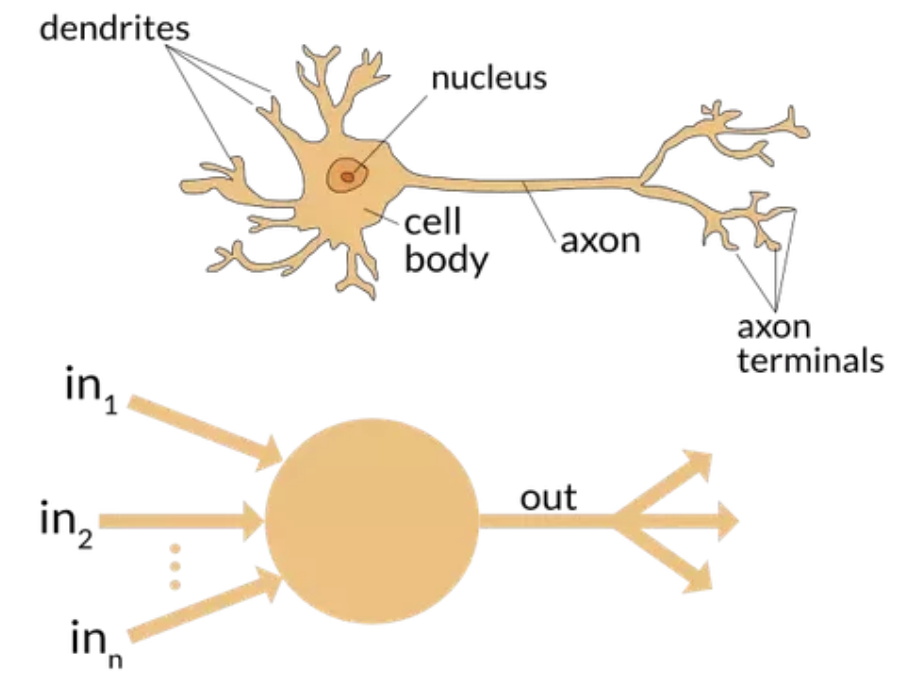 dendrites
nucleus
cell
body
axon
axon
terminals
in₁
out
in₂
inₙ